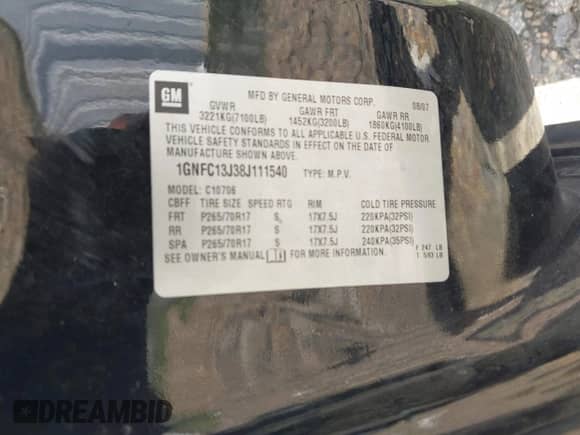 GM
MFD BY GENERAL MOTORS CORP. 08/07
GVWR GAWR FRT GAWR RR
3221KG(7100LB) 1452KG(3200LB) 1860KG(4100LB)
THIS VEHICLE CONFORMS TO ALL APPLICABLE U.S. FEDERAL MOTOR
VEHICLE SAFETY STANDARDS IN EFFECT ON THE DATE OF
MANUFACTURE SHOWN ABOVE.
1GNFC13J38J111540 TYPE: M.P.V.
MODEL: C10706
CBFF TIRE SIZE SPEED RTG RIM COLD TIRE PRESSURE
FRT P265/70R17 S 17X7.5J 220KPA(32PSI)
RR P265/70R17 S 17X7.5J 220KPA(32PSI)
SPA P265/70R17 S 17X7.5J 240KPA(35PSI)
SEE OWNER'S MANUAL FOR MORE INFORMATION.
F 247 LB
DREAMBID